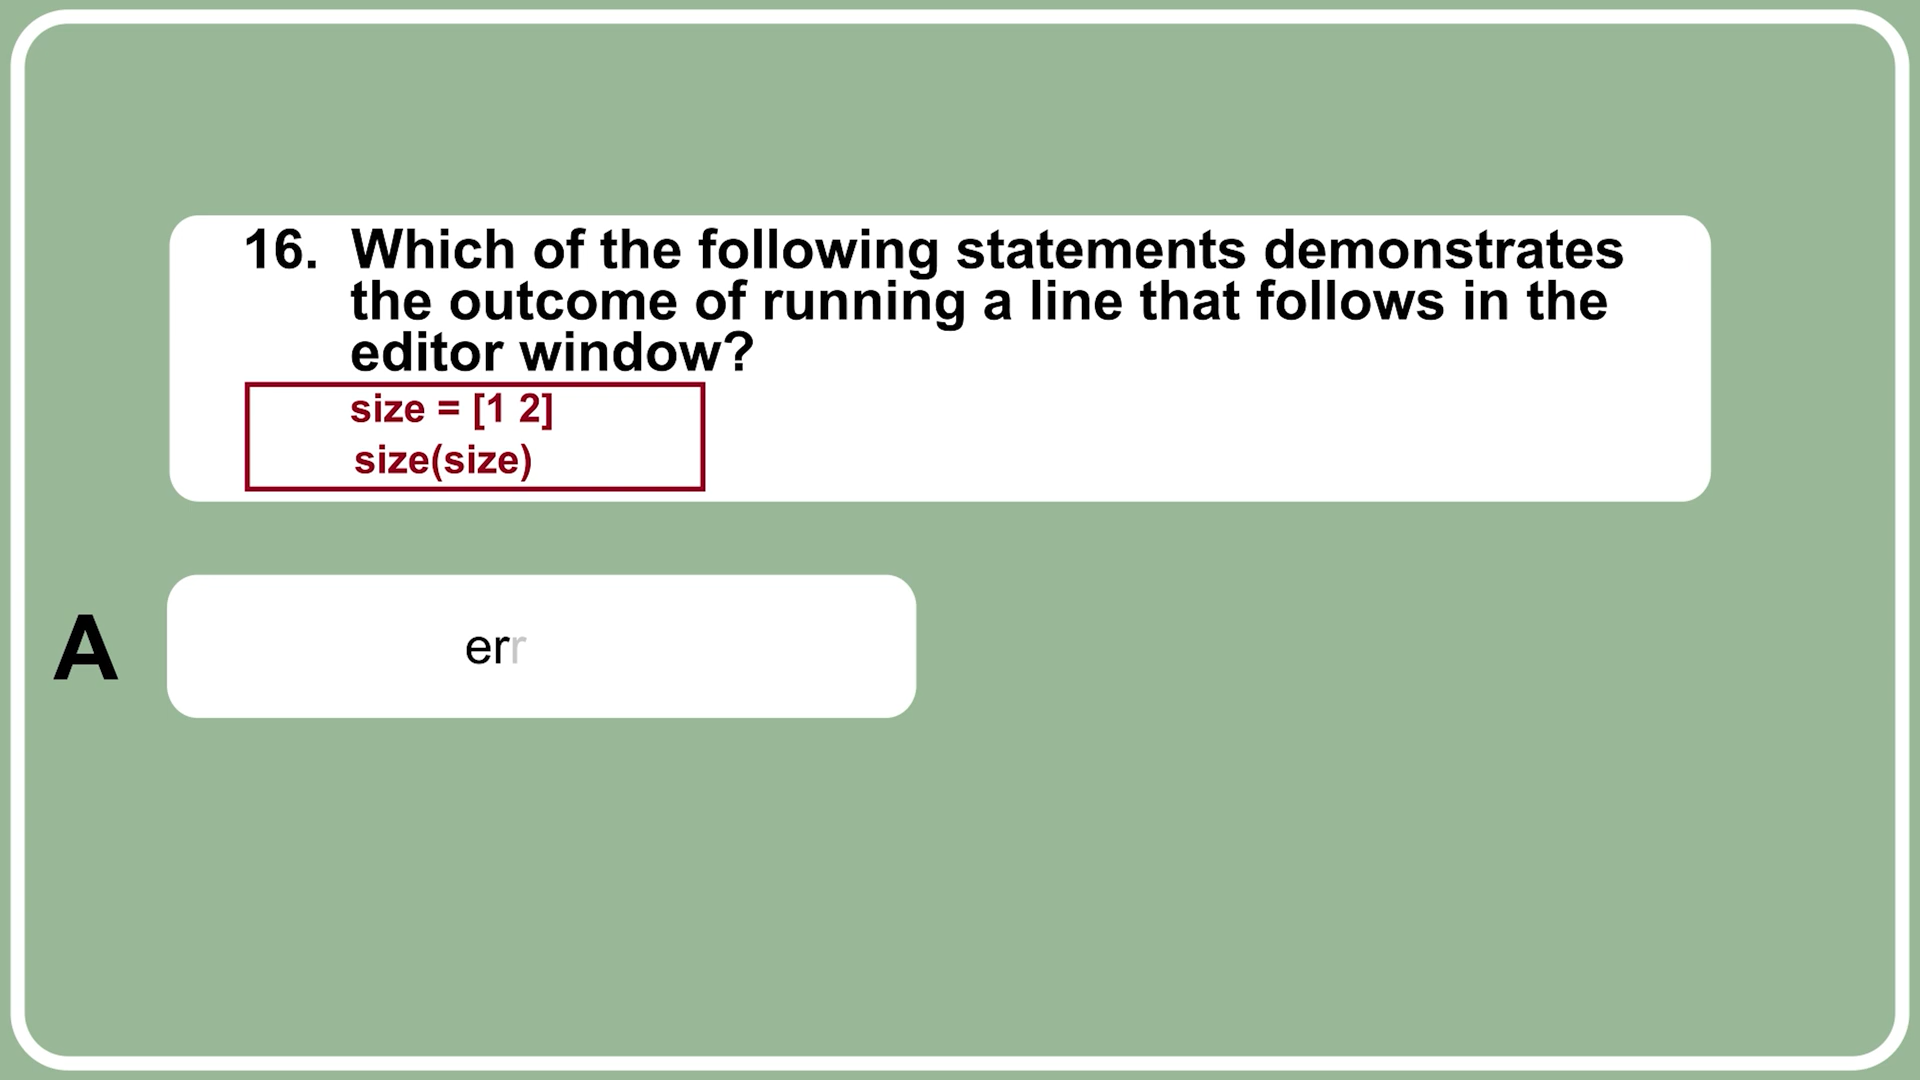 16. Which of the following statements demonstrates
the outcome of running a line that follows in the
editor window?
size = [1 2]
size(size)
A
err